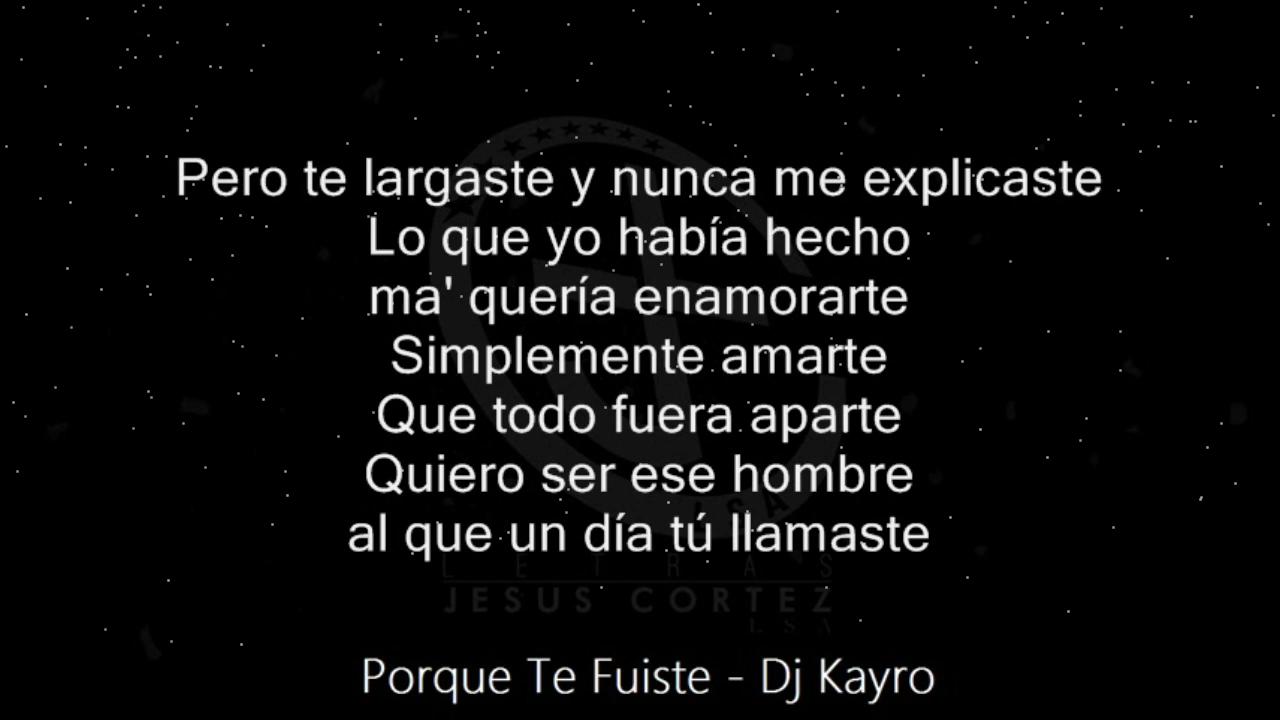 Pero te largaste y nunca me explicaste
Lo que yo había hecho
ma' quería enamorarte
Simplemente amarte
Que todo fuera aparte
Quiero ser ese hombre
al que un día tú llamaste
LETRAS
JESUS CORTEZ
LSA
Porque Te Fuiste - Dj Kayro